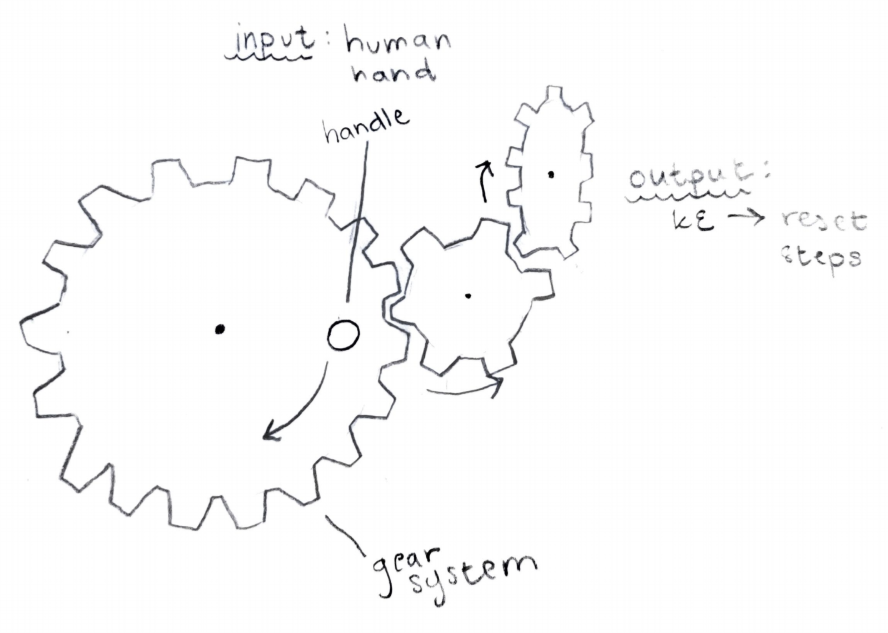 input: human
hand
handle
output:
KE → reset
steps
gear
system